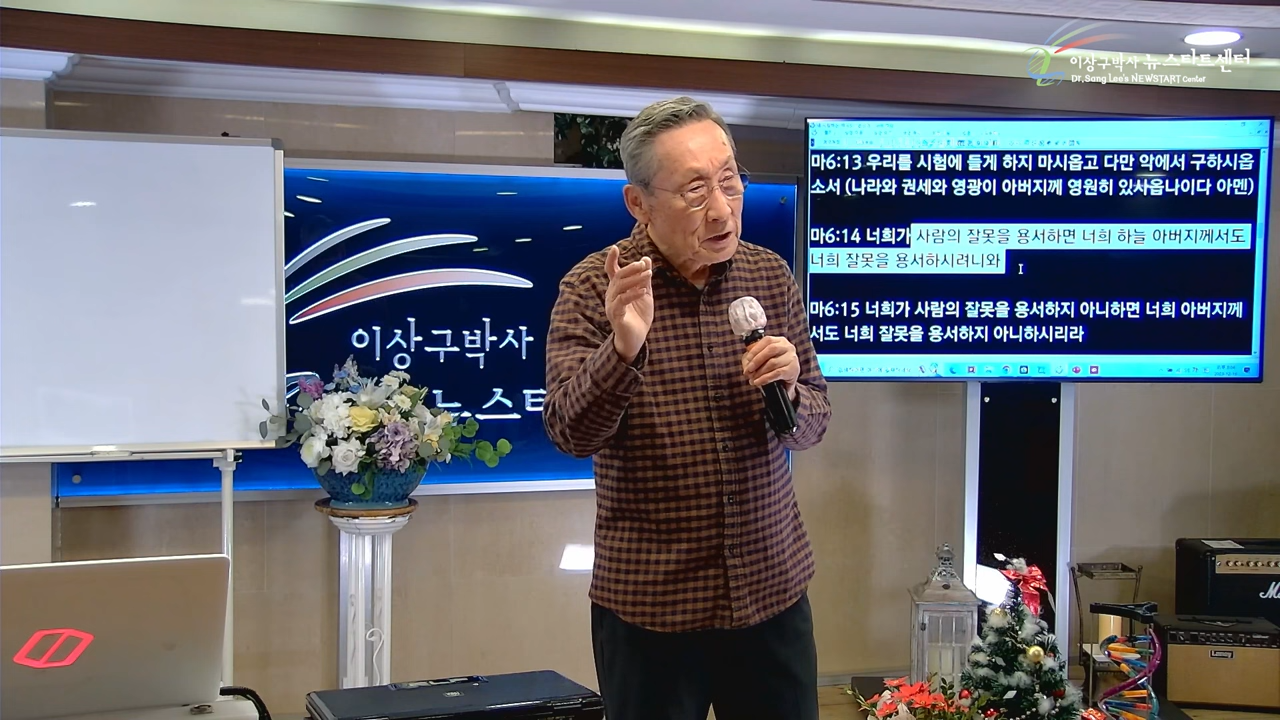 이상구박사 뉴스타트센터
Dr. Sang Lee's NEWSTART Center
마6:13 우리를 시험에 들게 하지 마시옵고 다만 악에서 구하시옵
소서 (나라와 권세와 영광이 아버지께 영원히 있사옵나이다 아멘)
마6:14 너희가 사람의 잘못을 용서하면 너희 하늘 아버지께서도
너희 잘못을 용서하시려니와
마6:15 너희가 사람의 잘못을 용서하지 아니하면 너희 아버지께
서도 너희 잘못을 용서하지 아니하시리라
이상구박사
뉴스타
Laney